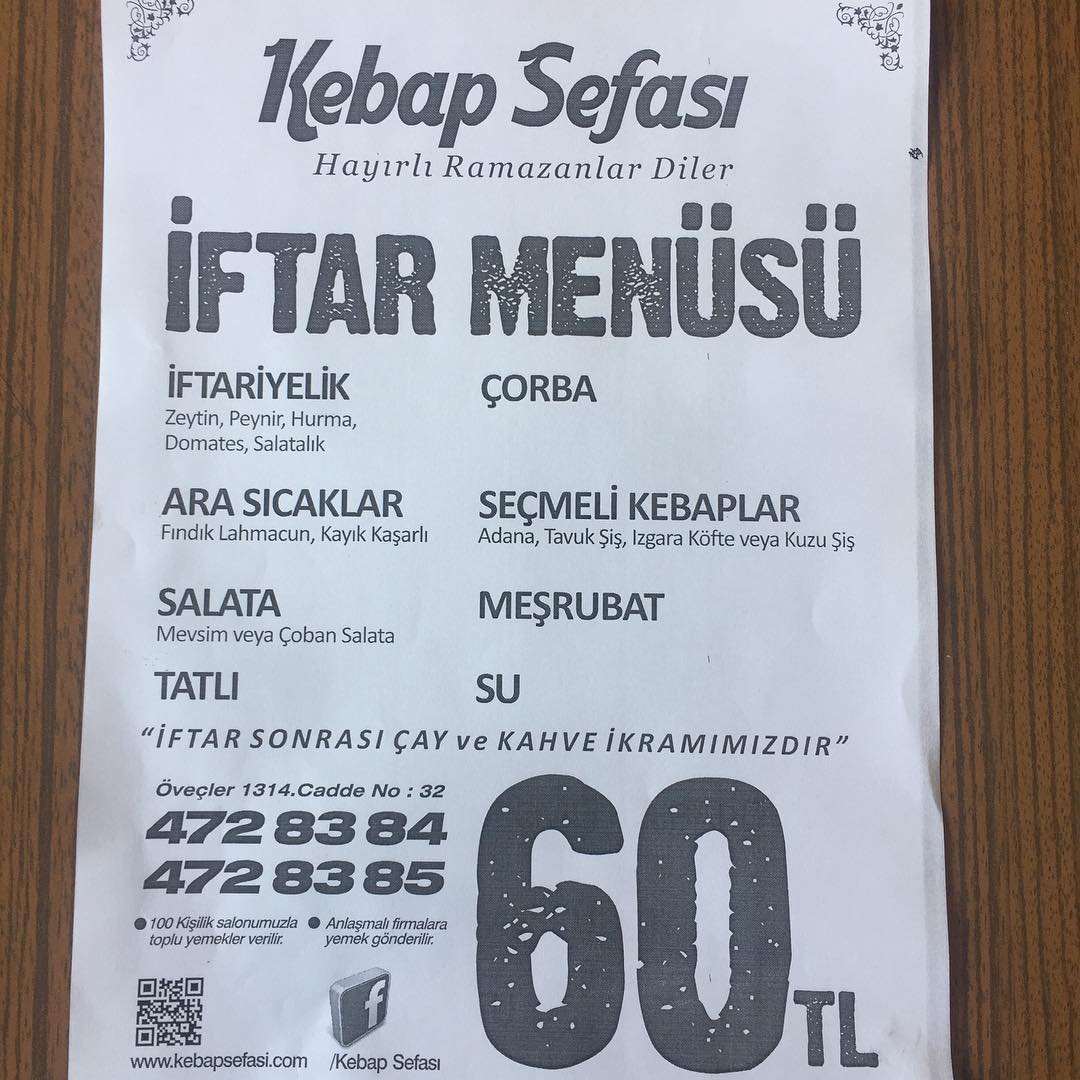 Kebap Sefası
Hayırlı Ramazanlar Diler
İFTAR MENÜSÜ
İFTARİYELİK
Zeytin, Peynir, Hurma,
Domates, Salatalık
ÇORBA
ARA SICAKLAR
Fındık Lahmacun, Kayık Kaşarlı
SEÇMELİ KEBAPLAR
Adana, Tavuk Şiş, Izgara Köfte veya Kuzu Şiş
SALATA
Mevsim veya Çoban Salata
MEŞRUBAT
TATLI
SU
“İFTAR SONRASI ÇAY ve KAHVE İKRAMIMIZDIR”
Öveçler 1314.Cadde No : 32
472 83 84
472 83 85
● 100 Kişilik salonumuzla
toplu yemekler verilir.
● Anlaşmalı firmalara
yemek gönderilir.
60 TL
f
www.kebapsefasi.com
/Kebap Sefası